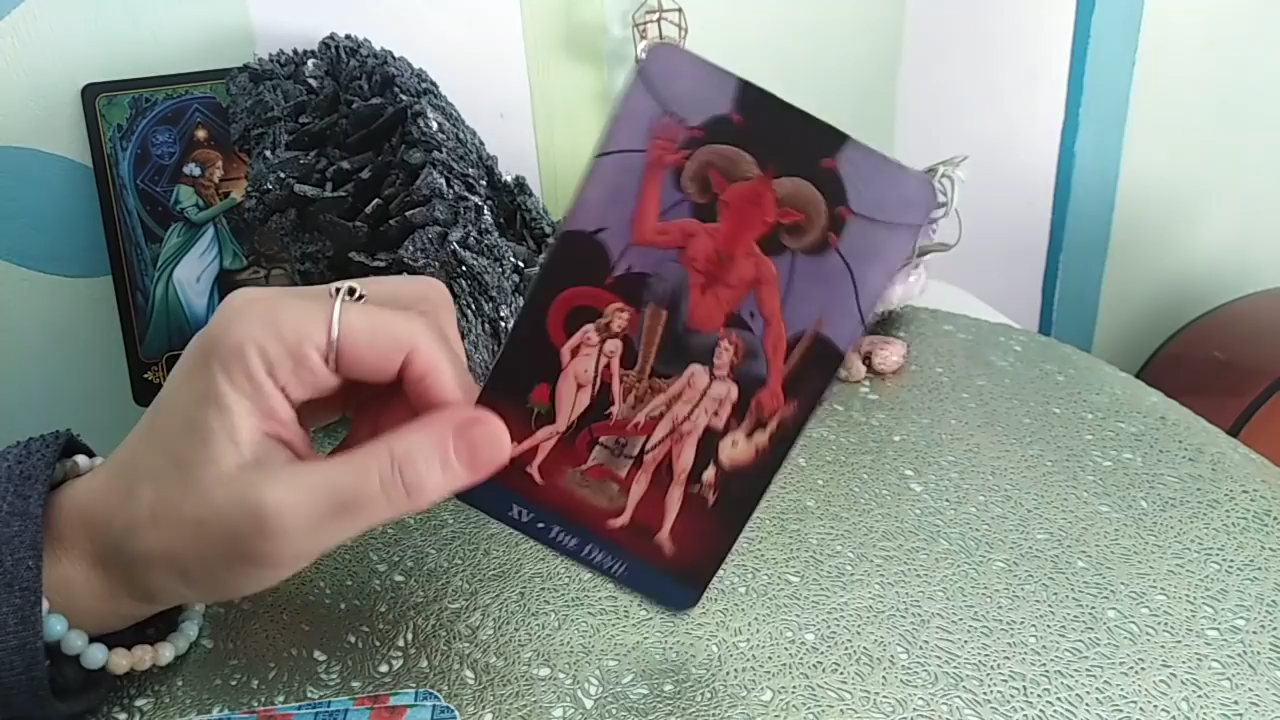 XV • THE DEVIL